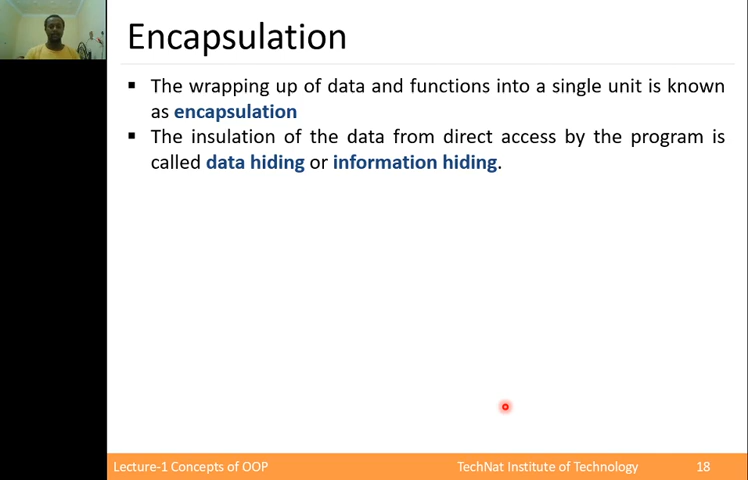 Encapsulation
▪ The wrapping up of data and functions into a single unit is known
as encapsulation
▪ The insulation of the data from direct access by the program is
called data hiding or information hiding.
Lecture-1 Concepts of OOP
TechNat Institute of Technology
18